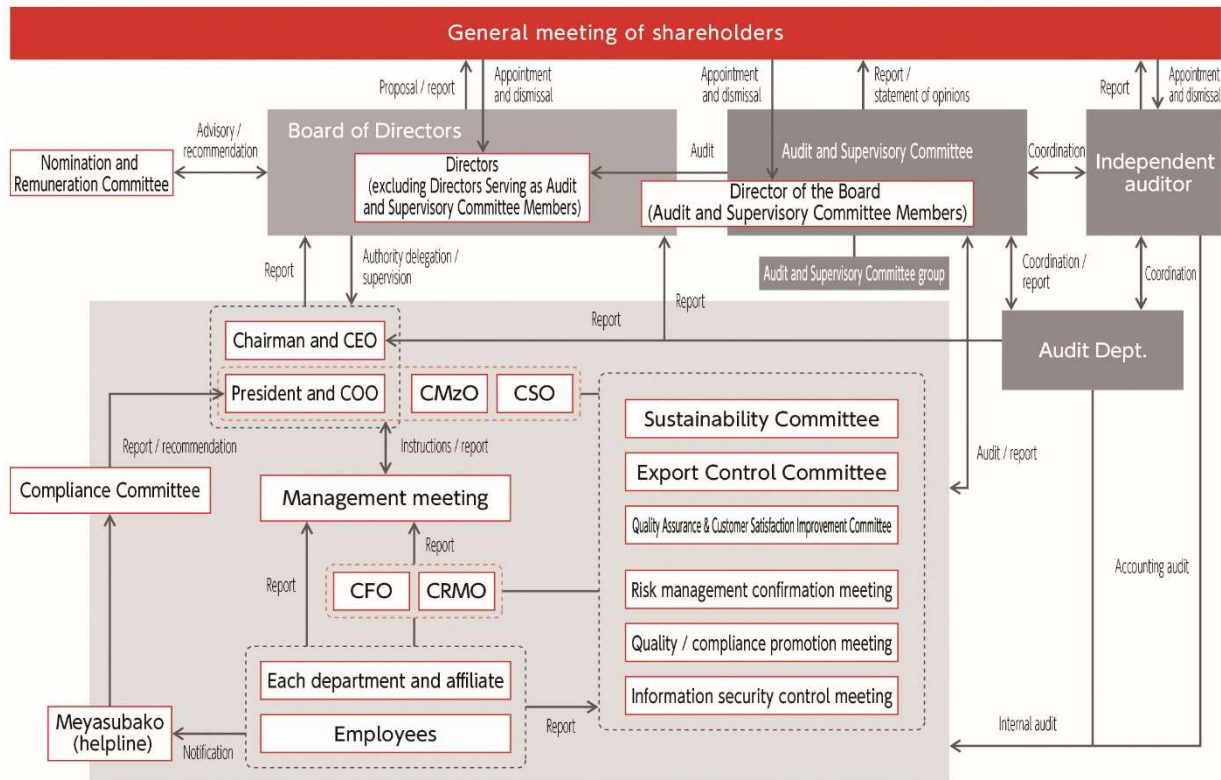 General meeting of shareholders
Proposal / report
Appointment
and dismissal
Appointment
and dismissal
Report /
statement of opinions
Report
Appointment
and dismissal
Board of Directors
Advisory /
recommendation
Nomination and
Remuneration Committee
Directors
(excluding Directors Serving as Audit
and Supervisory Committee Members)
Audit
Audit and Supervisory Committee
Director of the Board
(Audit and Supervisory Committee Members)
Coordination
Independent
auditor
Report
Authority delegation /
supervision
Audit and Supervisory Committee group
Coordination /
report
Coordination
Report
Report
Chairman and CEO
Audit Dept.
President and COO
CMzO
CSO
Report / recommendation
Instructions / report
Sustainability Committee
Export Control Committee
Audit / report
Compliance Committee
Management meeting
Quality Assurance & Customer Satisfaction Improvement Committee
Report
Report
Accounting audit
CFO
CRMO
Risk management confirmation meeting
Quality / compliance promotion meeting
Each department and affiliate
Information security control meeting
Meyasubako
(helpline)
Notification
Employees
Report
Internal audit